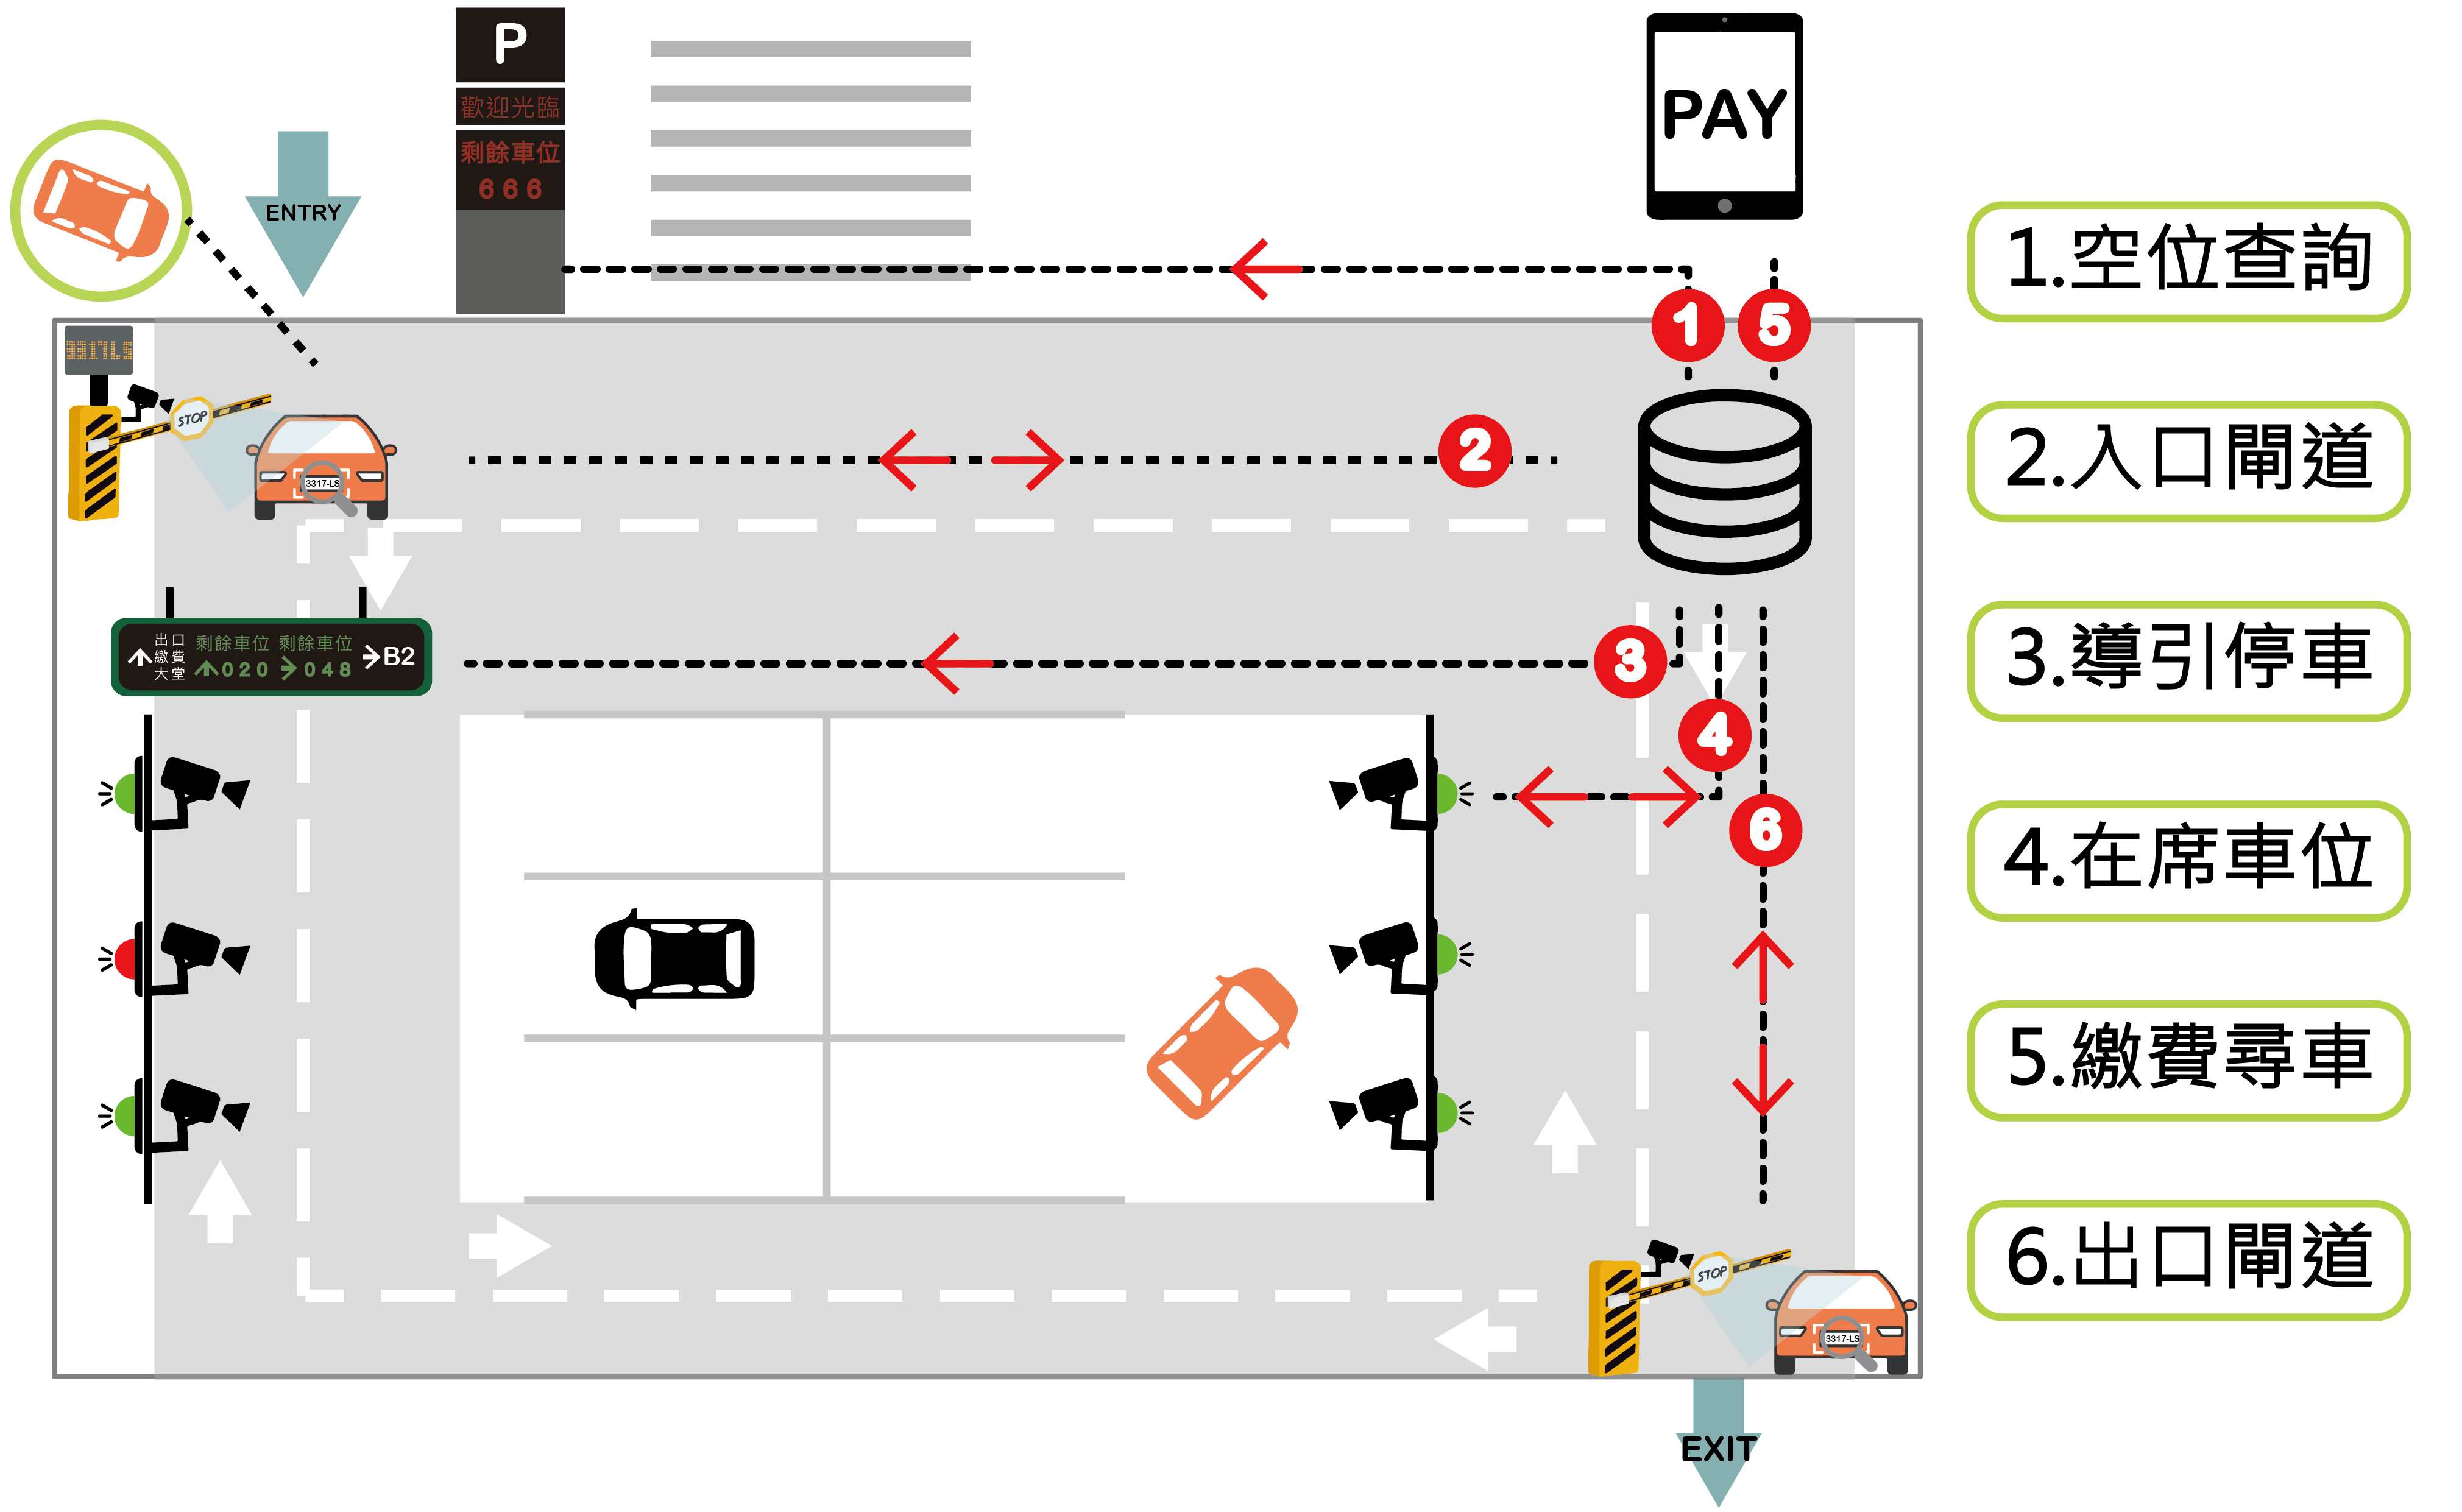 P
歡迎光臨
剩餘車位
666
ENTRY
PAY
3317LS
STOP
3317-LS
1
5
2
出口
繳費
大堂
剩餘車位 剩餘車位
020 048
B2
3
4
6
STOP
3317-LS
EXIT
1.空位查詢
2.入口閘道
3.導引停車
4.在席車位
5.繳費尋車
6.出口閘道